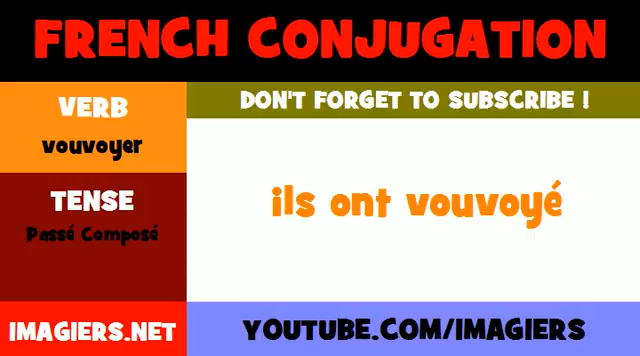 FRENCH CONJUGATION
VERB
vouvoyer
TENSE
Passé Composé
IMAGIERS.NET
DON'T FORGET TO SUBSCRIBE !
ils ont vouvoyé
YOUTUBE.COM/IMAGIERS